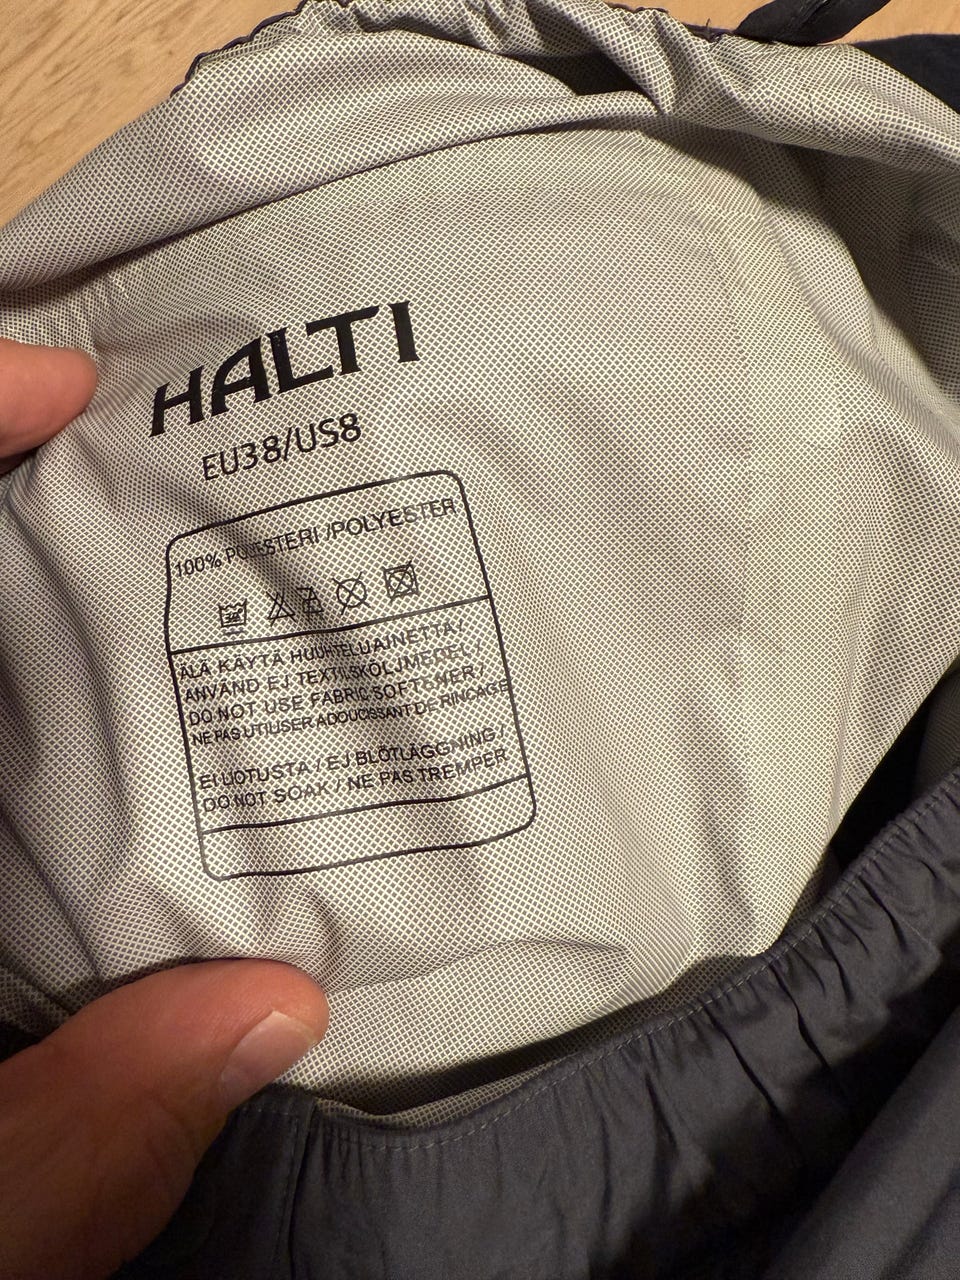 HALTI
EU38/US8
100% POLYESTERI /POLYESTER
30
ÄLÄ KÄYTÄ HUUHTELUAINETTA/
ANVÄND EJ TEXTILSKÖLJMEDEL/
DO NOT USE FABRIC SOFTENER/
NE PAS UTILISER ADOUCISSANT DE RINCAGE
EI LIOTUSTA / EJ BLÖTLÄGGNING /
DO NOT SOAK / NE PAS TREMPER